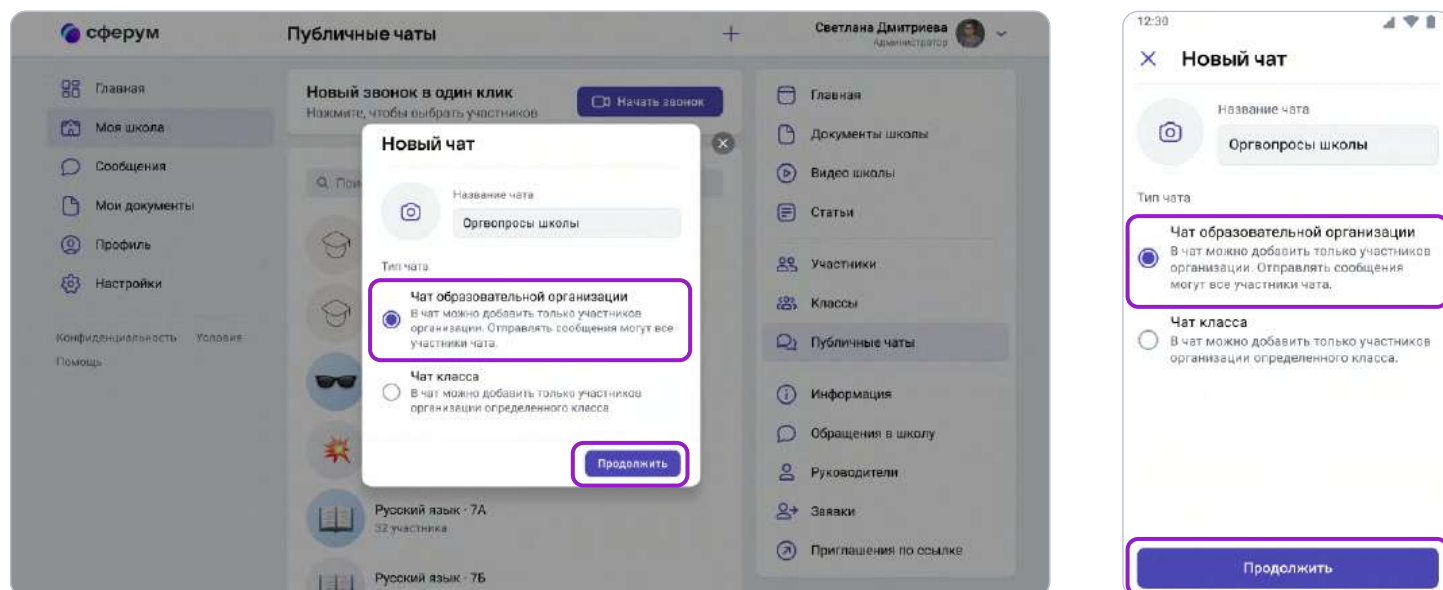 сферум
Публичные чаты
Светлана Дмитриева
Администратор
Главная
Моя школа
Сообщения
Мои документы
Профиль
Настройки
Конфиденциальность Условия
Помощь
Новый звонок в один клик
Нажмите, чтобы выбрать участников
Начать звонок
Новый чат
Название чата
Оргвопросы школы
Тип чата
Чат образовательной организации
В чат можно добавить только участников
организации. Отправлять сообщения могут все
участники чата.
Чат класса
В чат можно добавить только участников
организации определенного класса
Продолжить
Русский язык · 7А
32 участника
Русский язык · 7Б
Главная
Документы школы
Видео школы
Статьи
Участники
Классы
Публичные чаты
Информация
Обращения в школу
Руководители
Заявки
Приглашения по ссылке
12:30
Новый чат
Название чата
Оргвопросы школы
Тип чата
Чат образовательной организации
В чат можно добавить только участников
организации. Отправлять сообщения
могут все участники чата.
Чат класса
В чат можно добавить только участников
организации определенного класса.
Продолжить